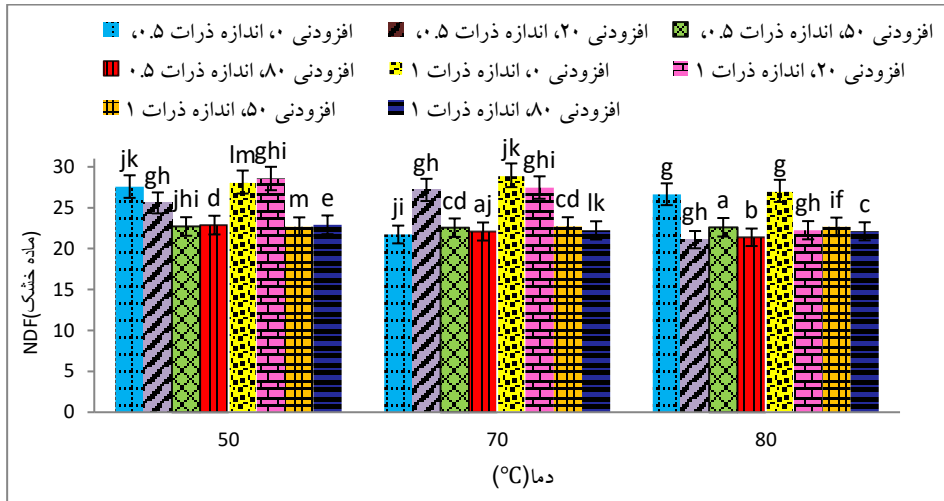 افزودنی ۰، اندازه ذرات ۰.۵،
افزودنی ۲۰، اندازه ذرات ۰.۵،
افزودنی ۵۰، اندازه ذرات ۰.۵،
افزودنی ۸۰، اندازه ذرات ۰.۵
افزودنی ۰، اندازه ذرات ۱
افزودنی ۲۰، اندازه ذرات ۱
افزودنی ۵۰، اندازه ذرات ۱
افزودنی ۸۰، اندازه ذرات ۱
NDF(ماده خشک)
30
25
20
15
10
5
0
jk gh jhi d lm ghi m e
ji gh cd aj jk ghi cd lk
g gh a b g gh if c
50 70 80
دما(°C)